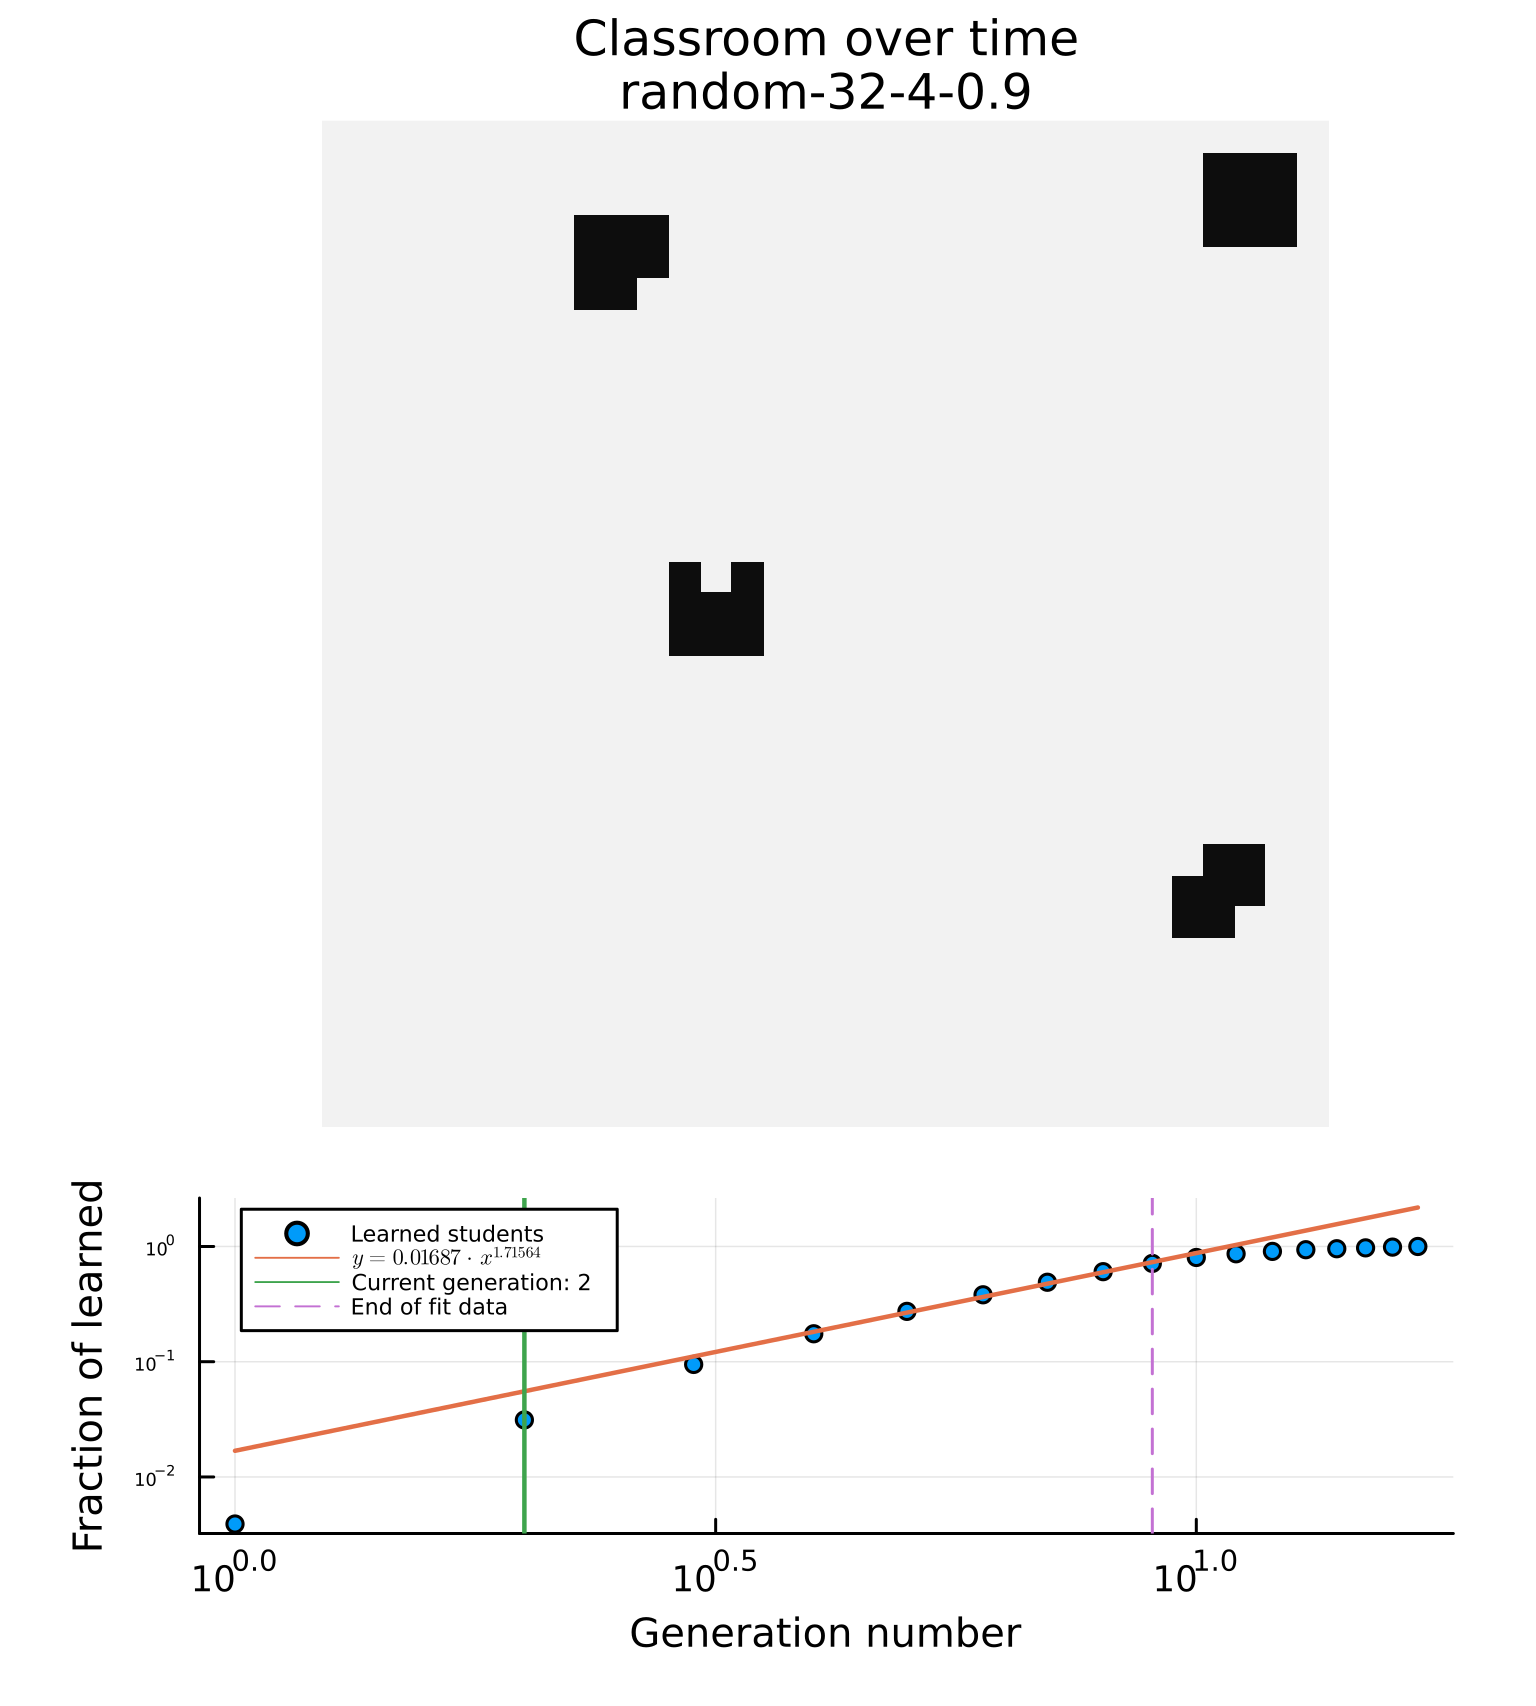 Classroom over time
random-32-4-0.9
Learned students
y = 0.01687 · x^1.71564
Current generation: 2
End of fit data
Fraction of learned
10^0
10^−1
10^−2
10^0.0 10^0.5 10^1.0
Generation number